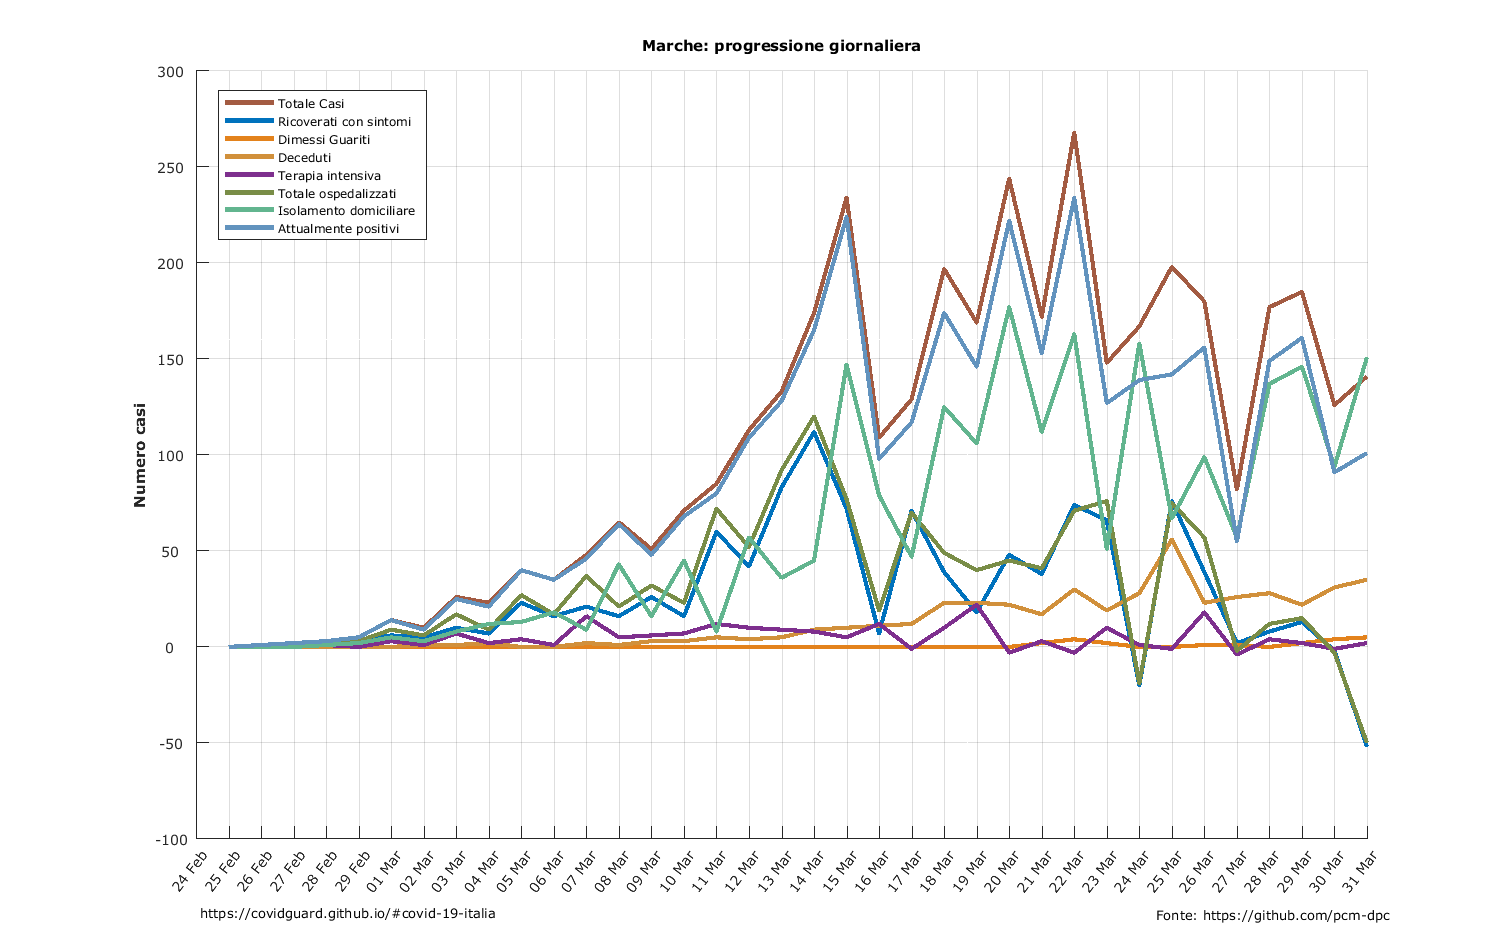 Marche: progressione giornaliera
300
250
200
150
100
50
0
-50
-100
Numero casi
Totale Casi
Ricoverati con sintomi
Dimessi Guariti
Deceduti
Terapia intensiva
Totale ospedalizzati
Isolamento domiciliare
Attualmente positivi
24 Feb
25 Feb
26 Feb
27 Feb
28 Feb
29 Feb
01 Mar
02 Mar
03 Mar
04 Mar
05 Mar
06 Mar
07 Mar
08 Mar
09 Mar
10 Mar
11 Mar
12 Mar
13 Mar
14 Mar
15 Mar
16 Mar
17 Mar
18 Mar
19 Mar
20 Mar
21 Mar
22 Mar
23 Mar
24 Mar
25 Mar
26 Mar
27 Mar
28 Mar
29 Mar
30 Mar
31 Mar
https://covidguard.github.io/#covid-19-italia
Fonte: https://github.com/pcm-dpc